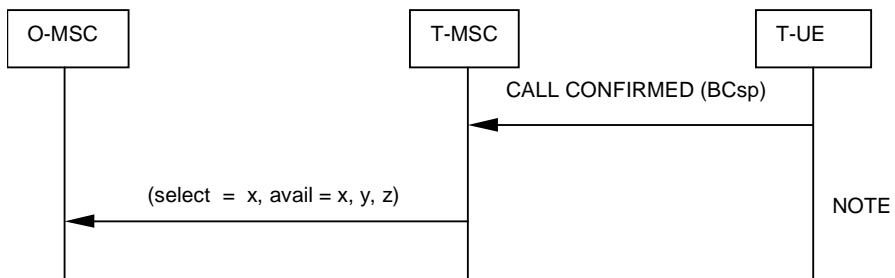 O-MSC
T-MSC
T-UE
CALL CONFIRMED (BCsp)
(select = x, avail = x, y, z)
NOTE